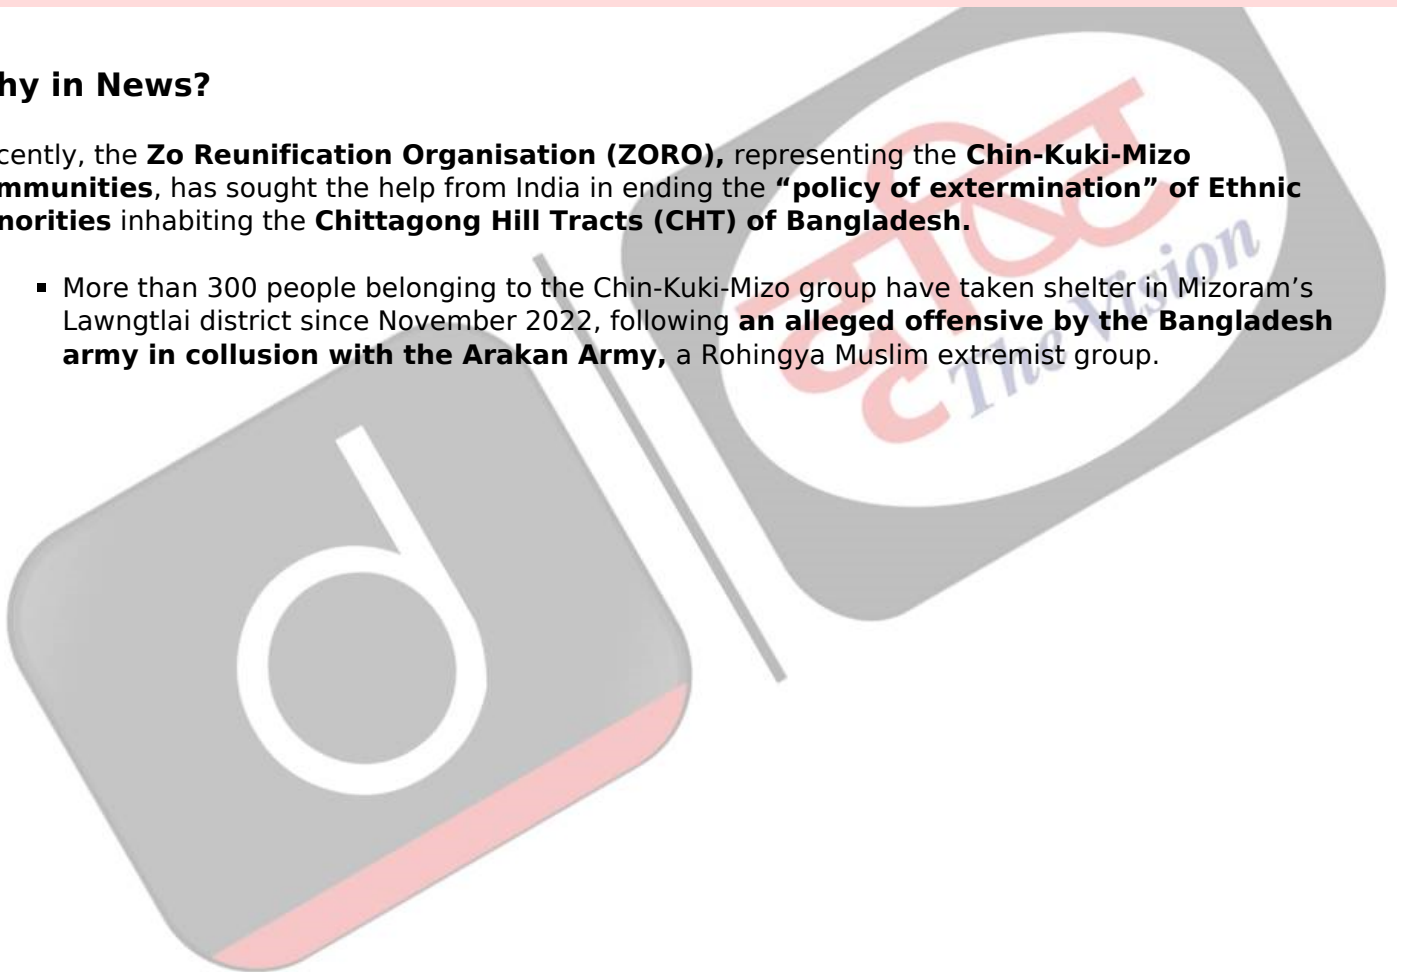 hy in News?
cently, the Zo Reunification Organisation (ZORO), representing the Chin-Kuki-Mizo
mmunities, has sought the help from India in ending the “policy of extermination” of Ethnic
norities inhabiting the Chittagong Hill Tracts (CHT) of Bangladesh.
▪ More than 300 people belonging to the Chin-Kuki-Mizo group have taken shelter in Mizoram’s
Lawngtlai district since November 2022, following an alleged offensive by the Bangladesh
army in collusion with the Arakan Army, a Rohingya Muslim extremist group.
दृष्टि
The Vision
d